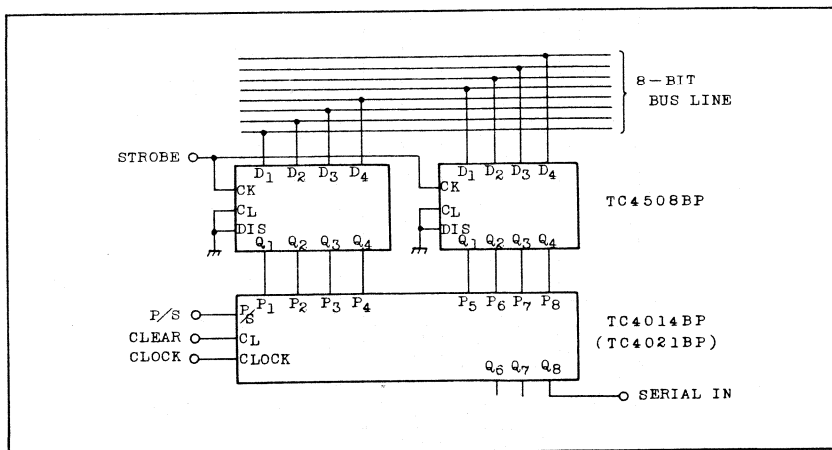 8-BIT
BUS LINE
STROBE
D1 D2 D3 D4
CK
CL
DIS
Q1 Q2 Q3 Q4
D1 D2 D3 D4
CK
CL
DIS
Q1 Q2 Q3 Q4
TC4508BP
P/S
CLEAR
CLOCK
P1 P2 P3 P4 P5 P6 P7 P8
P/S
CL
CLOCK
Q6 Q7 Q8
TC4014BP
(TC4021BP)
SERIAL IN